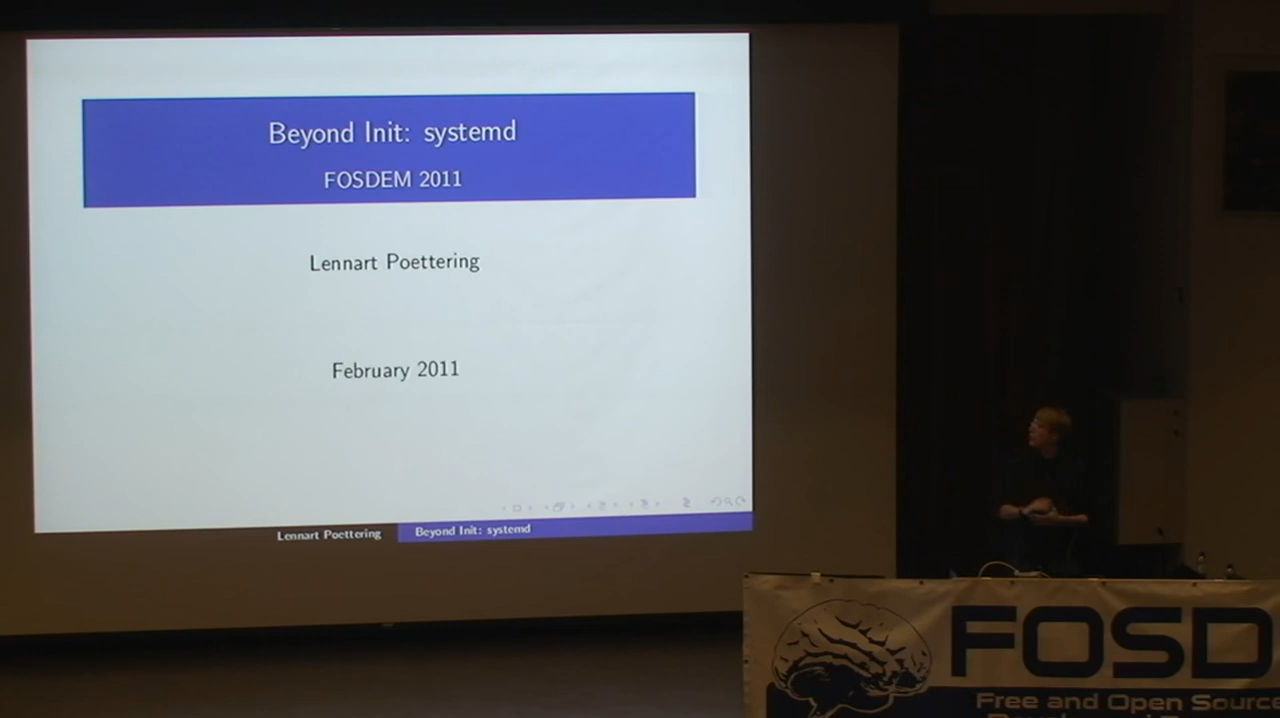 Beyond Init: systemd
FOSDEM 2011
Lennart Poettering
February 2011
Lennart Poettering
Beyond Init: systemd
FOSD
Free and Open Source